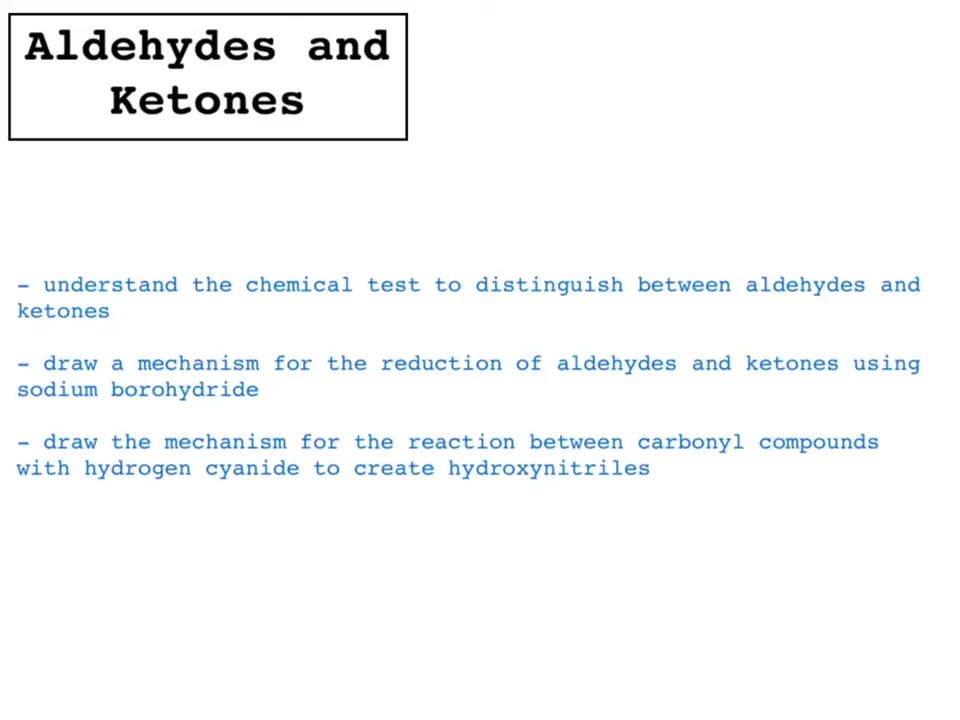 Aldehydes and
Ketones
- understand the chemical test to distinguish between aldehydes and
ketones
- draw a mechanism for the reduction of aldehydes and ketones using
sodium borohydride
- draw the mechanism for the reaction between carbonyl compounds
with hydrogen cyanide to create hydroxynitriles